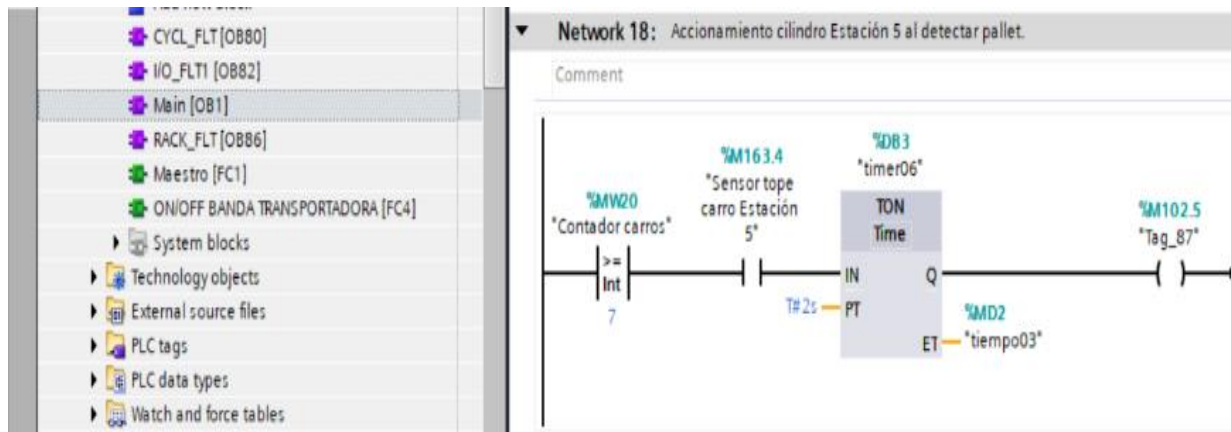 CYCL_FLT [OB80]
I/O_FLT1 [OB82]
Main [OB1]
RACK_FLT [OB86]
Maestro [FC1]
ON/OFF BANDA TRANSPORTADORA [FC4]
System blocks
Technology objects
External source files
PLC tags
PLC data types
Watch and force tables
Network 18: Accionamiento cilindro Estación 5 al detectar pallet.
Comment
%MW20
"Contador carros"
>=
Int
7
%M163.4
"Sensor tope
carro Estación
5"
%DB3
"timer06"
TON
Time
IN Q
T#2s PT
ET
%MD2
"tiempo03"
%M102.5
"Tag_87"